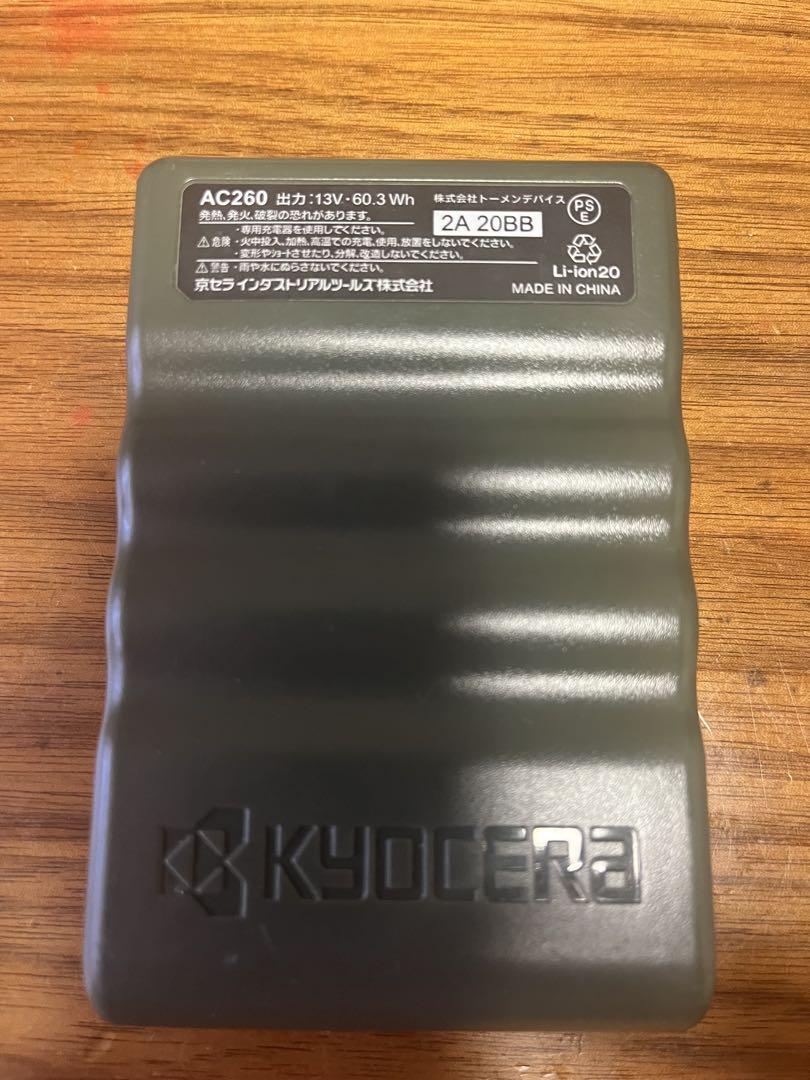 AC260 出力:13V・60.3 Wh
株式会社トーメンデバイス
PS
E
発熱、発火、破裂の恐れがあります。
2A 20BB
・専用充電器を使用してください。
危険・火中投入、加熱、高温での充電、使用、放置をしないでください。
・変形やショートさせたり、分解、改造しないでください。
警告・雨や水にぬらさないでください。
Li-ion20
京セラインダストリアルツールズ株式会社
MADE IN CHINA
KYOCERA